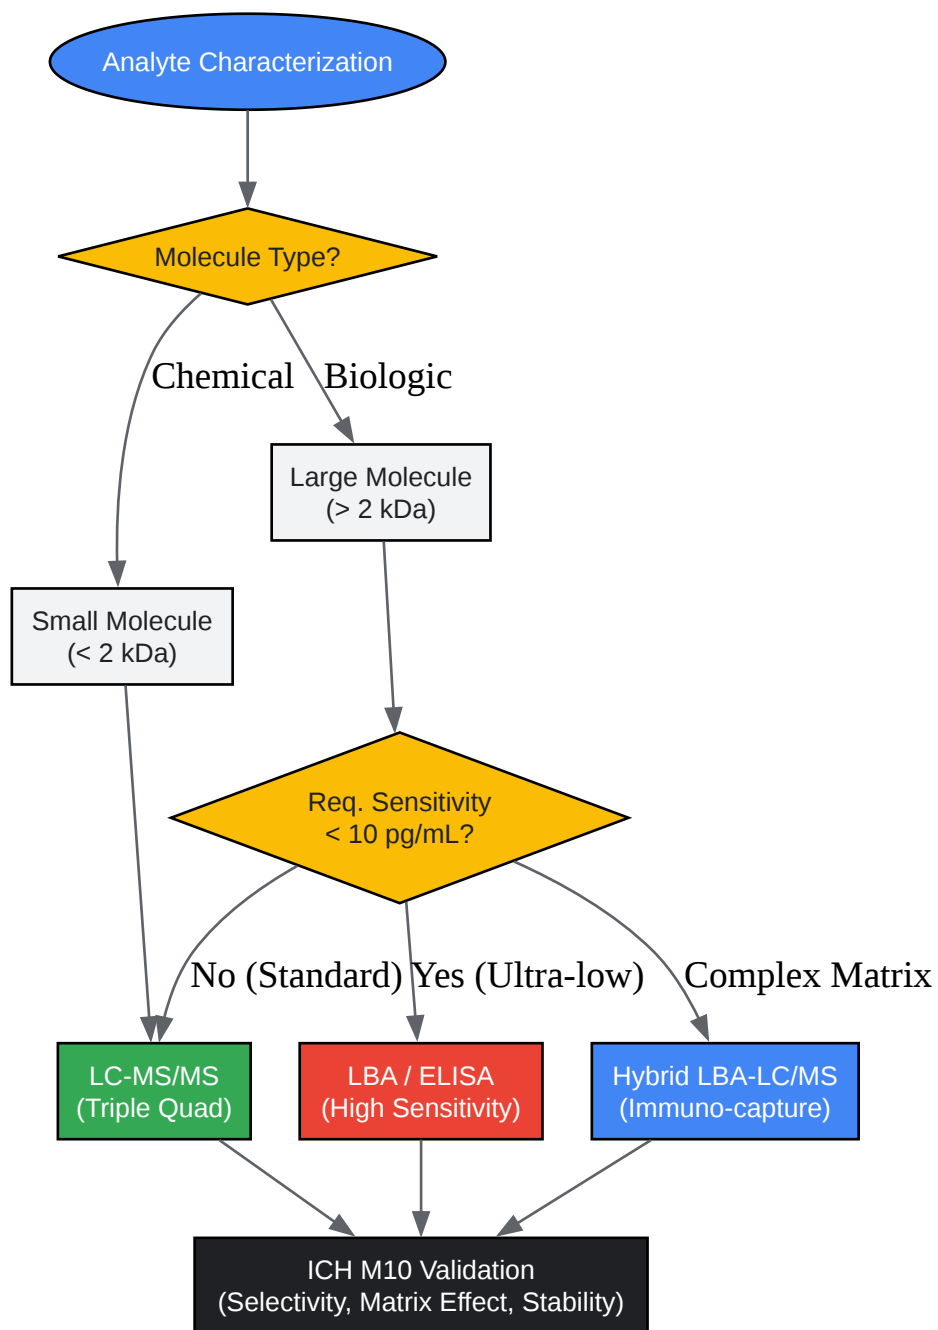 Analyte Characterization
Molecule Type?
Chemical
Biologic
Large Molecule
(> 2 kDa)
Small Molecule
(< 2 kDa)
Req. Sensitivity
< 10 pg/mL?
No (Standard)
Yes (Ultra-low)
Complex Matrix
LC-MS/MS
(Triple Quad)
LBA / ELISA
(High Sensitivity)
Hybrid LBA-LC/MS
(Immuno-capture)
ICH M10 Validation
(Selectivity, Matrix Effect, Stability)